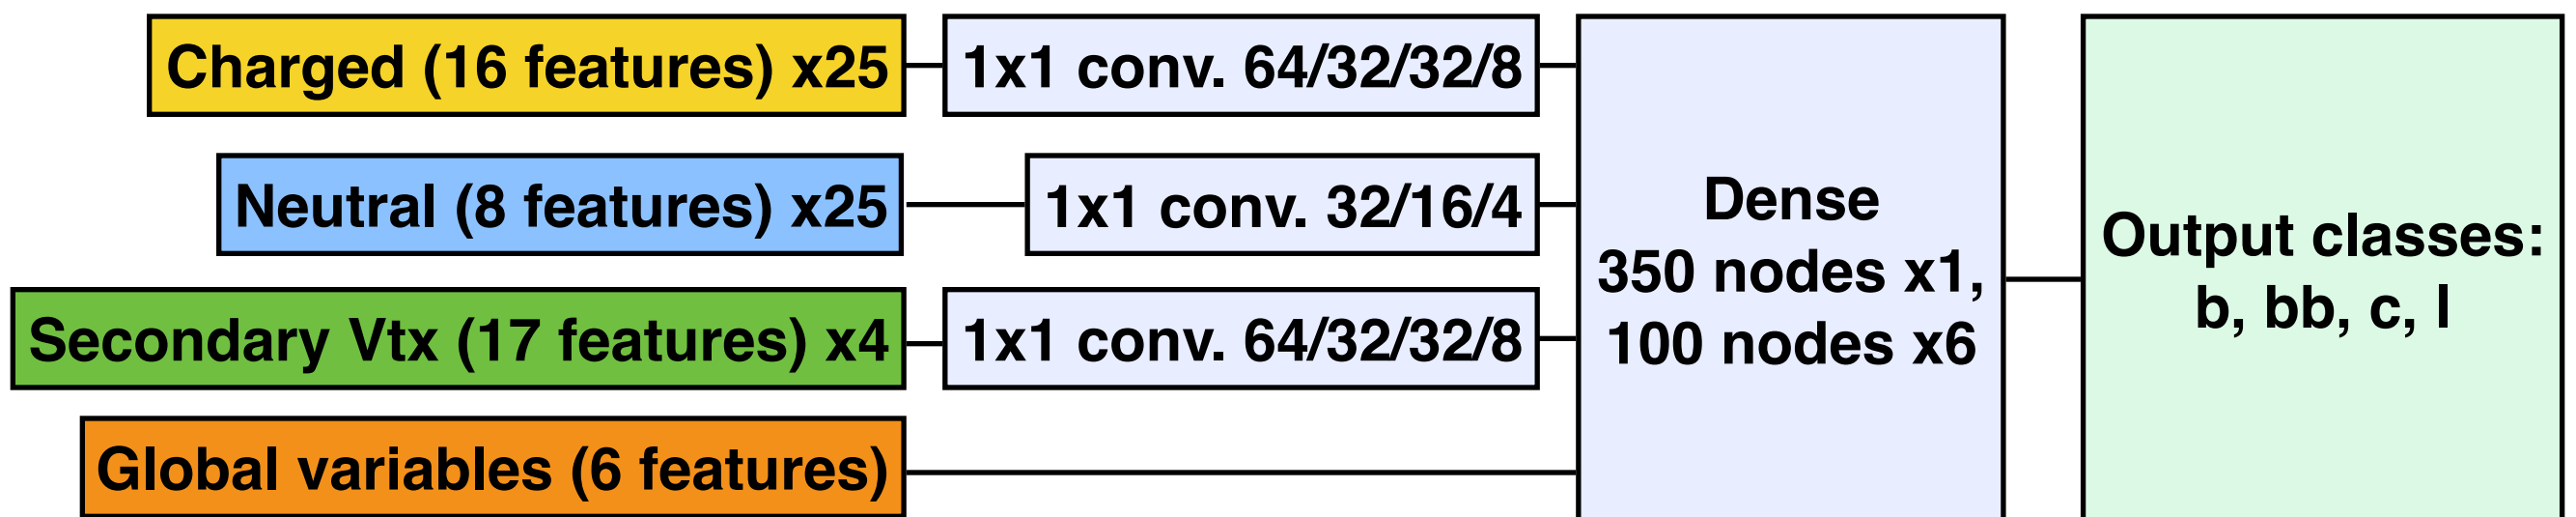 Charged (16 features) x25
1x1 conv. 64/32/32/8
Neutral (8 features) x25
1x1 conv. 32/16/4
Secondary Vtx (17 features) x4
1x1 conv. 64/32/32/8
Global variables (6 features)
Dense
350 nodes x1,
100 nodes x6
Output classes:
b, bb, c, l